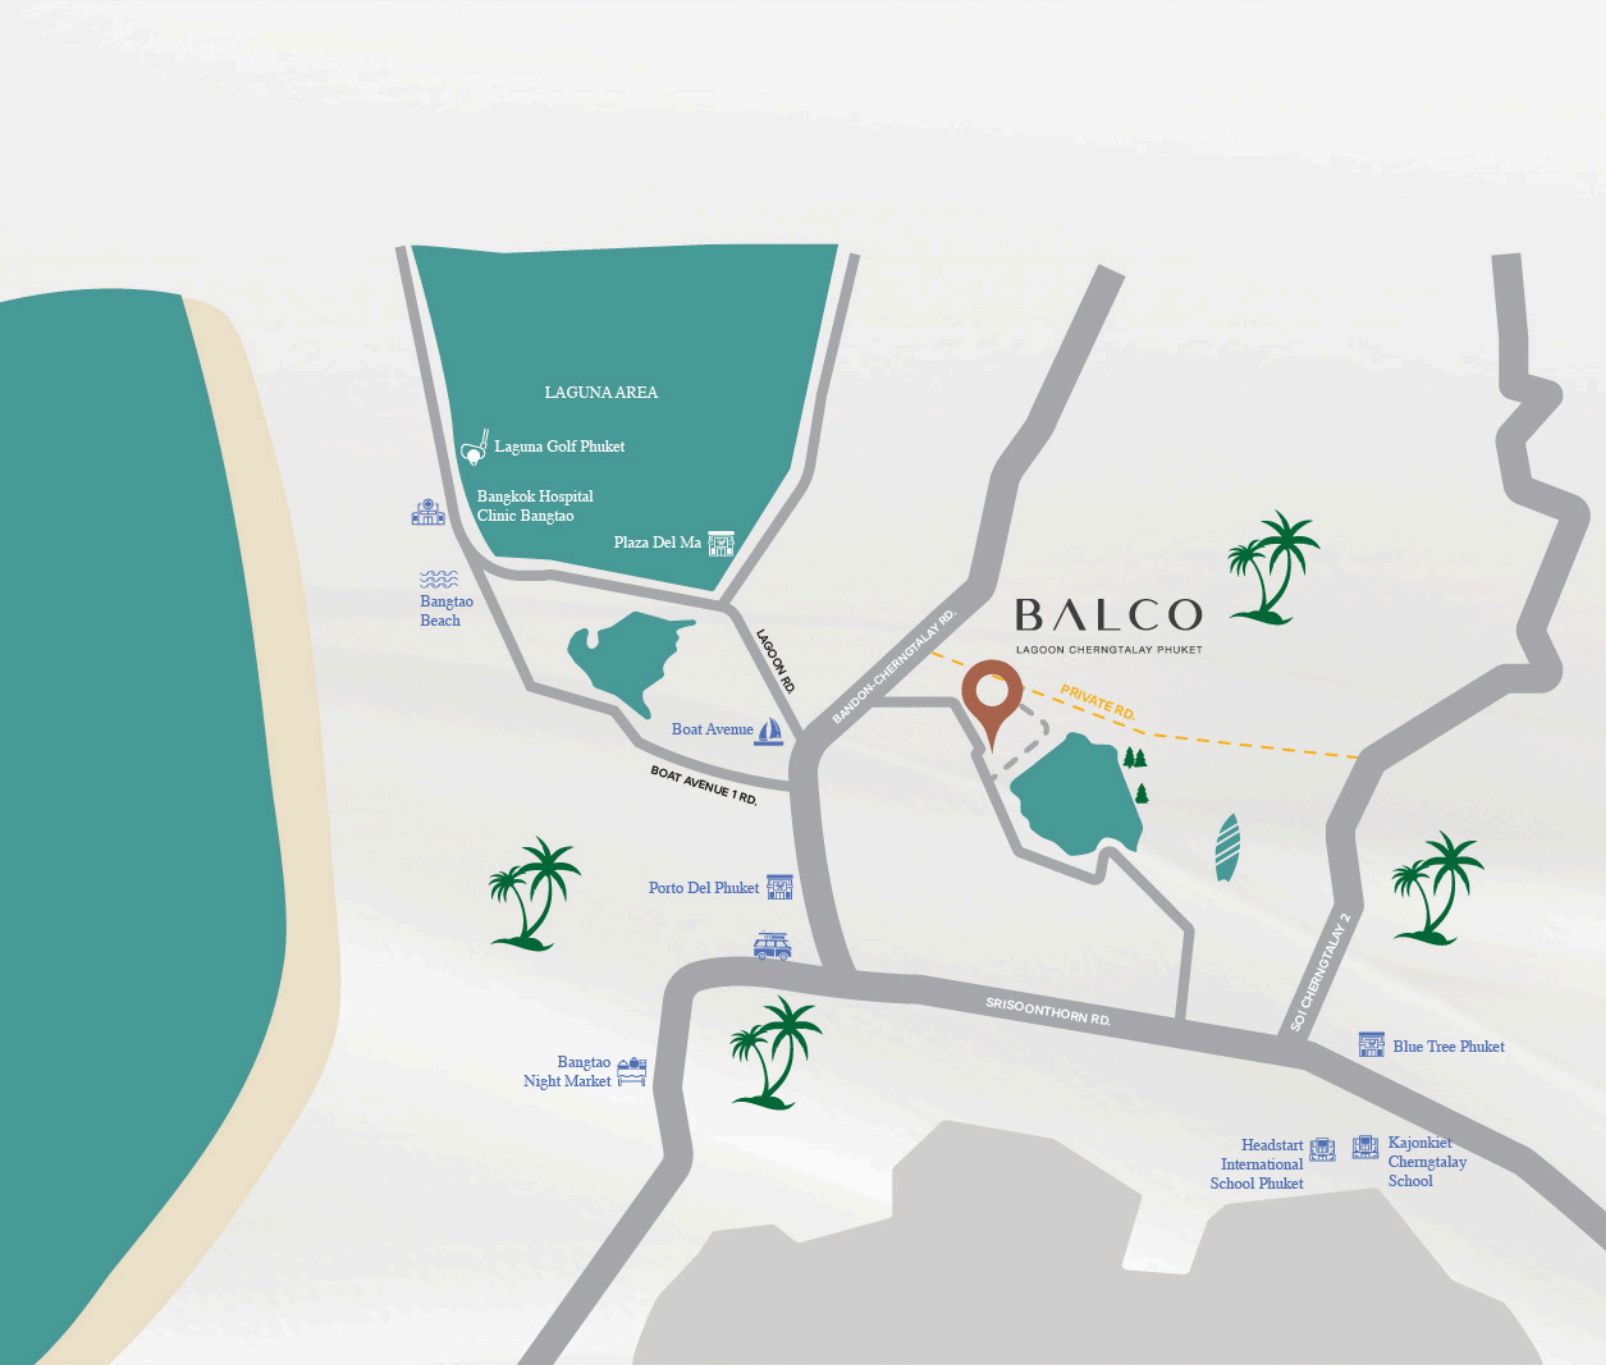 LAGUNA AREA
Laguna Golf Phuket
Bangkok Hospital
Clinic Bangtao
Plaza Del Ma
Bangtao
Beach
BALCO
LAGOON CHERNGTALAY PHUKET
LAGOON RD.
BANDON-CHERNGTALAY RD.
PRIVATE RD.
Boat Avenue
BOAT AVENUE 1 RD.
Porto Del Phuket
SRISOONTHORN RD.
SOI CHERNGTALAY 2
Blue Tree Phuket
Bangtao
Night Market
Headstart
International
School Phuket
Kajonkiet
Cherngtalay
School